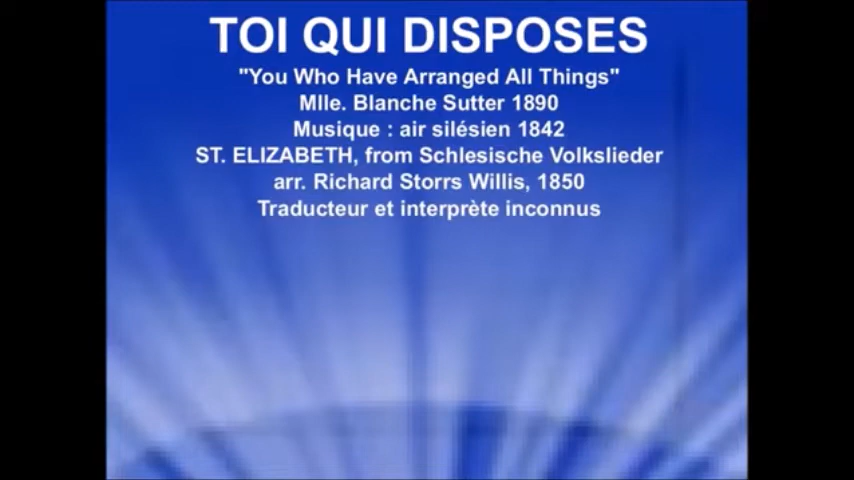 TOI QUI DISPOSES
"You Who Have Arranged All Things"
Mlle. Blanche Sutter 1890
Musique : air silésien 1842
ST. ELIZABETH, from Schlesische Volkslieder
arr. Richard Storrs Willis, 1850
Traducteur et interprète inconnus